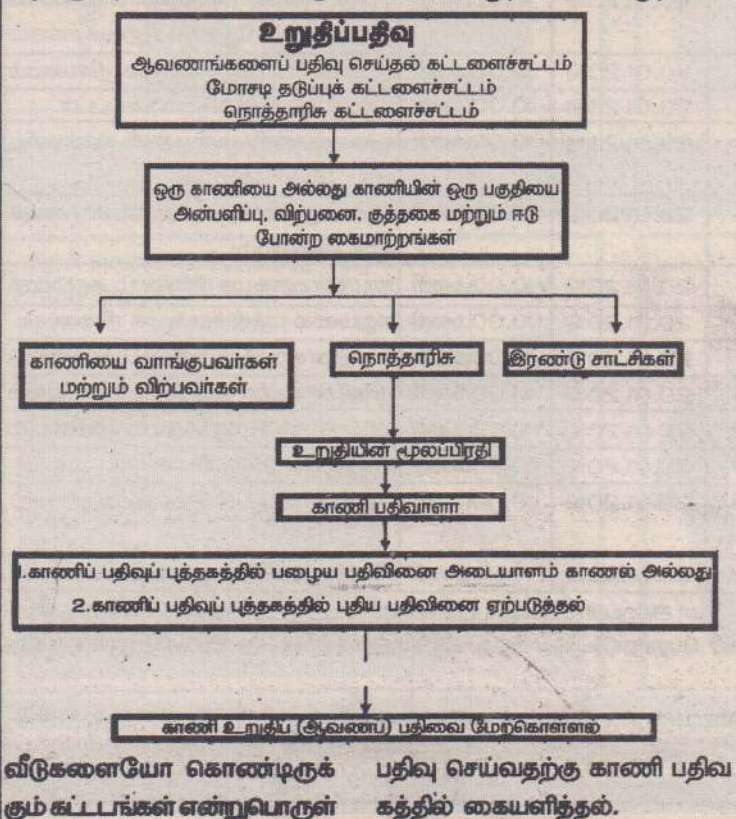 உறுதிப்பதிவு
ஆவணங்களைப் பதிவு செய்தல் கட்டளைச்சட்டம்
மோசடி தடுப்புக் கட்டளைச்சட்டம்
நொத்தாரிசு கட்டளைச்சட்டம்
ஒரு காணியை அல்லது காணியின் ஒரு பகுதியை
அன்பளிப்பு, விற்பனை. குத்தகை மற்றும் ஈடு
போன்ற கைமாற்றங்கள்
காணியை வாங்குபவர்கள்
மற்றும் விற்பவர்கள்
நொத்தாரிசு
இரண்டு சாட்சிகள்
உறுதியின் மூலப்பிரதி
காணி பதிவாளர்
1.காணிப் பதிவுப் புத்தகத்தில் பழைய பதிவினை அடையாளம் காணல் அல்லது
2.காணிப் பதிவுப் புத்தகத்தில் புதிய பதிவினை ஏற்படுத்தல்
காணி உறுதிப் (ஆவணப்) பதிவை மேற்கொள்ளல்
வீடுகளையோ கொண்டிருக்
கும் கட்டடங்கள் என்றுபொருள்
பதிவு செய்வதற்கு காணி பதிவ
கத்தில் கையளித்தல்.